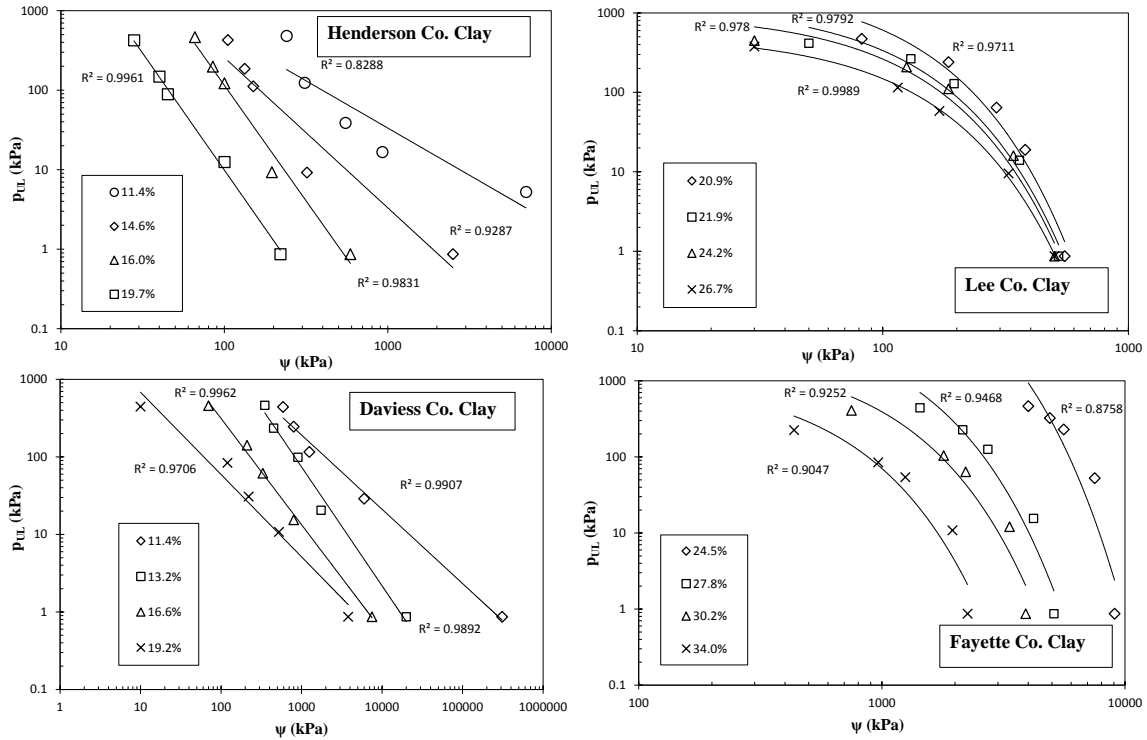 Henderson Co. Clay
1000
100
10
1
0.1
p_UL (kPa)
R² = 0.8288
R² = 0.9961
R² = 0.9287
R² = 0.9831
11.4%
14.6%
16.0%
19.7%
10 100 1000 10000
ψ (kPa)
Lee Co. Clay
1000
100
10
1
0.1
p_UL (kPa)
R² = 0.9792
R² = 0.978
R² = 0.9711
R² = 0.9989
20.9%
21.9%
24.2%
26.7%
10 100 1000
ψ (kPa)
Daviess Co. Clay
1000
100
10
1
0.1
p_UL (kPa)
R² = 0.9962
R² = 0.9706
R² = 0.9907
R² = 0.9892
11.4%
13.2%
16.6%
19.2%
1 10 100 1000 10000 100000 1000000
ψ (kPa)
Fayette Co. Clay
1000
100
10
1
0.1
p_UL (kPa)
R² = 0.9252
R² = 0.9468
R² = 0.8758
R² = 0.9047
24.5%
27.8%
30.2%
34.0%
100 1000 10000
ψ (kPa)